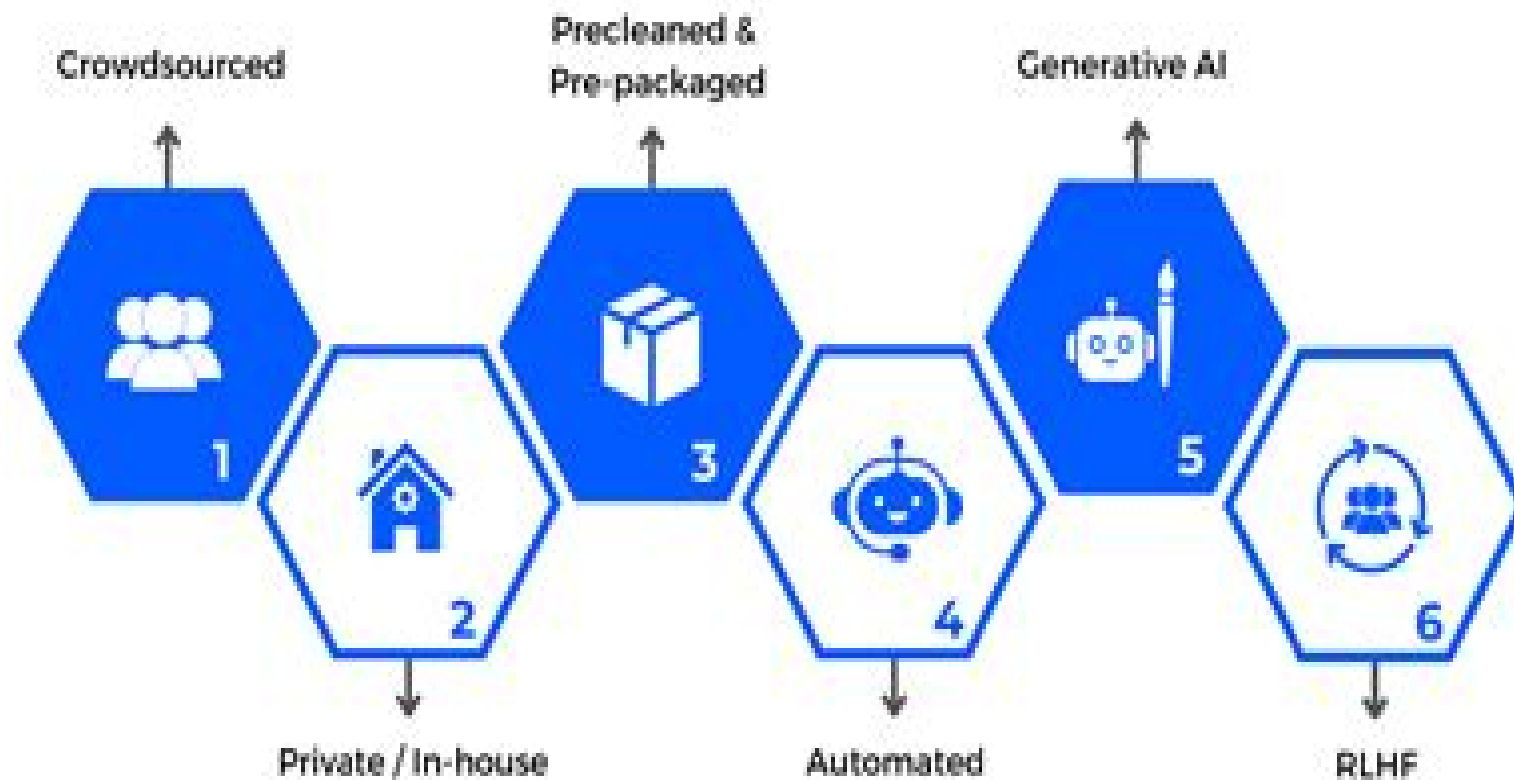 Crowdsourced
1
Private / In-house
2
Precleaned &
Pre-packaged
3
Automated
4
Generative AI
5
RLHF
6